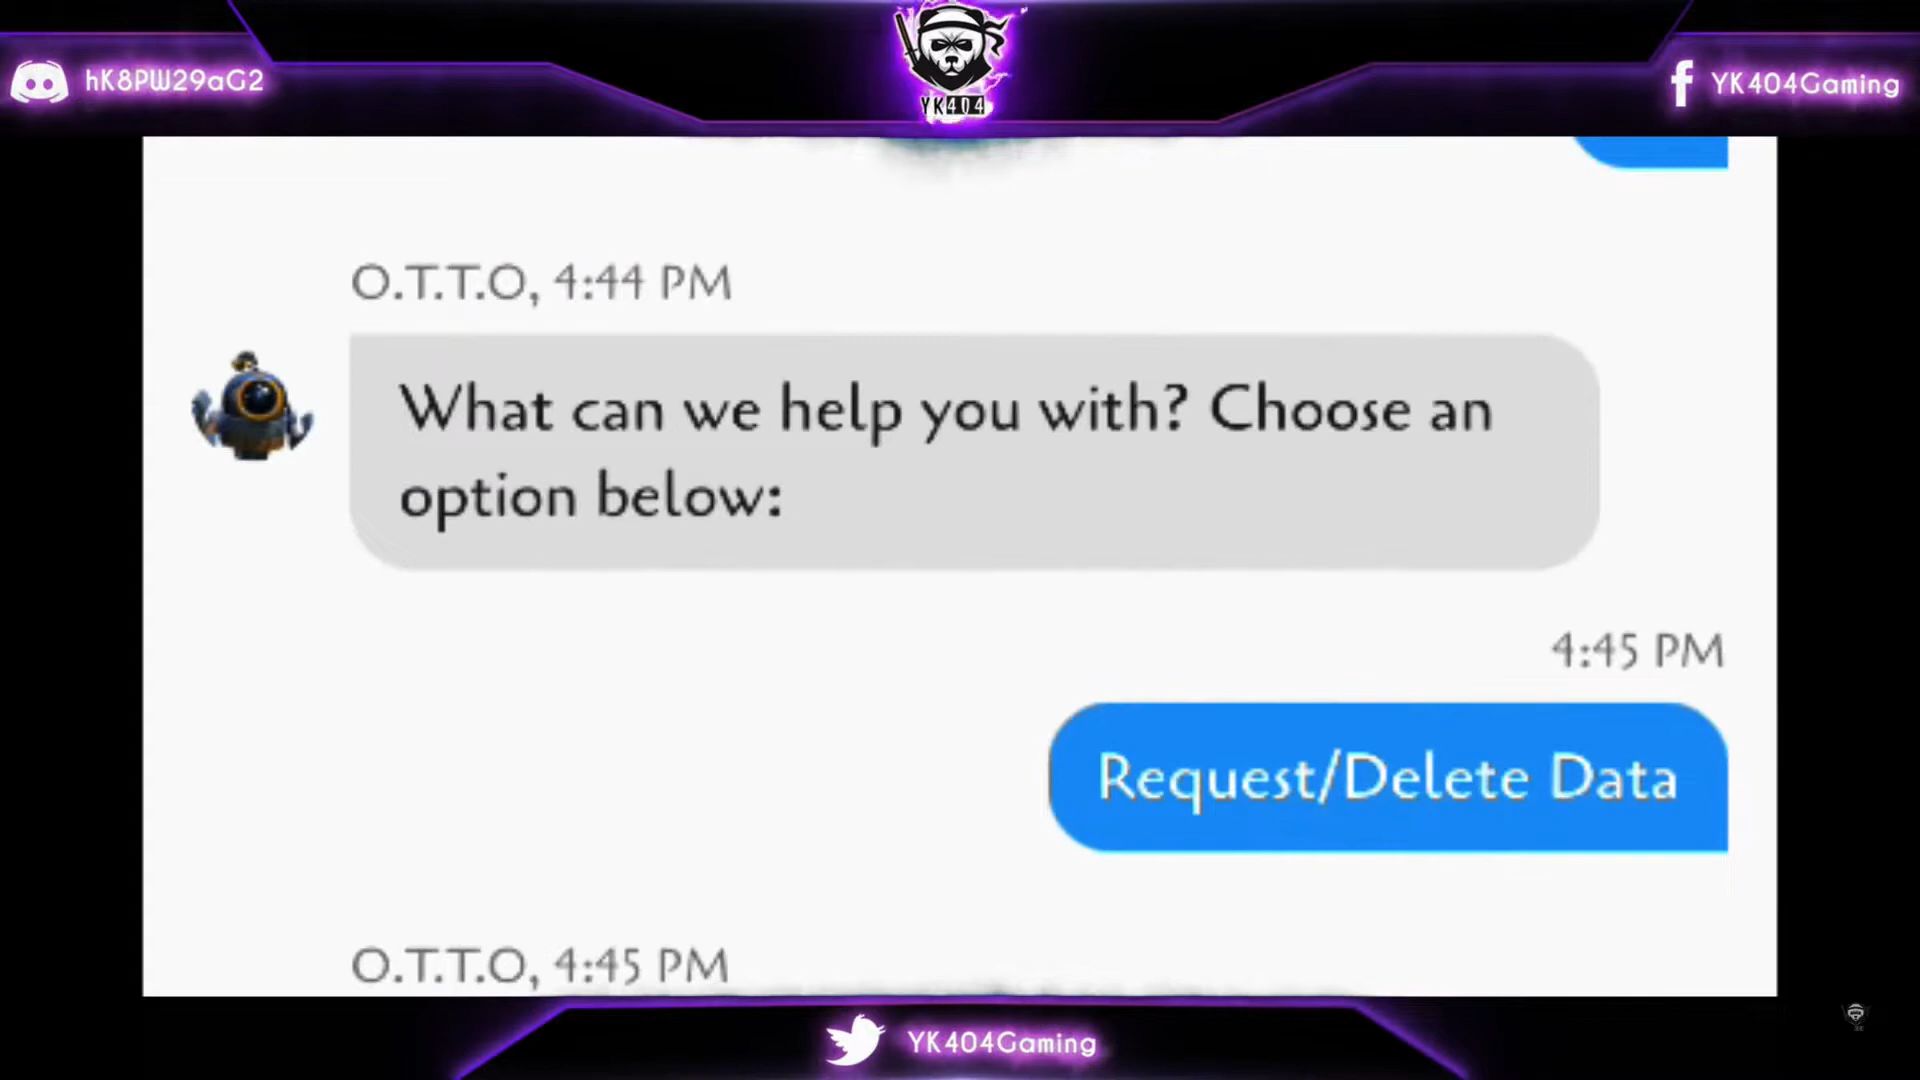 hK8PW29aG2
YK404
YK404Gaming
O.T.T.O, 4:44 PM
What can we help you with? Choose an
option below:
4:45 PM
Request/Delete Data
O.T.T.O, 4:45 PM
YK404Gaming